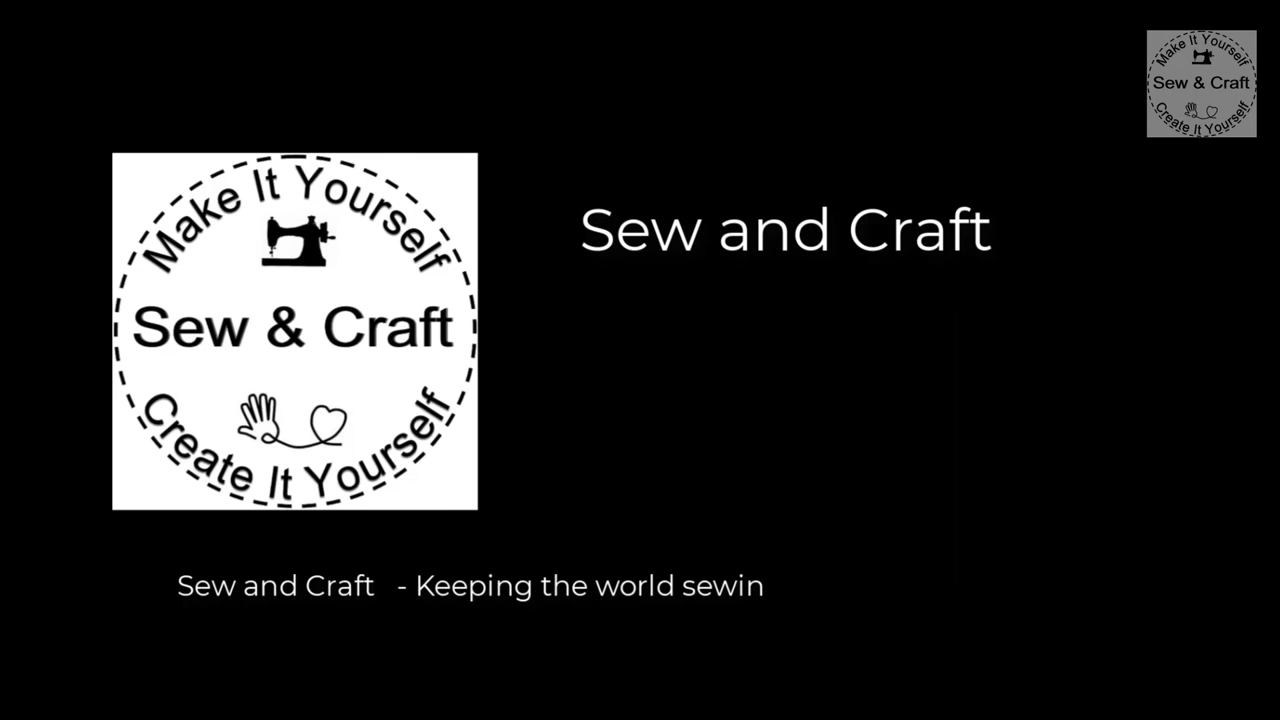 Make It Yourself
Sew & Craft
Create It Yourself
Sew and Craft
Make It Yourself
Sew & Craft
Create It Yourself
Sew and Craft - Keeping the world sewin